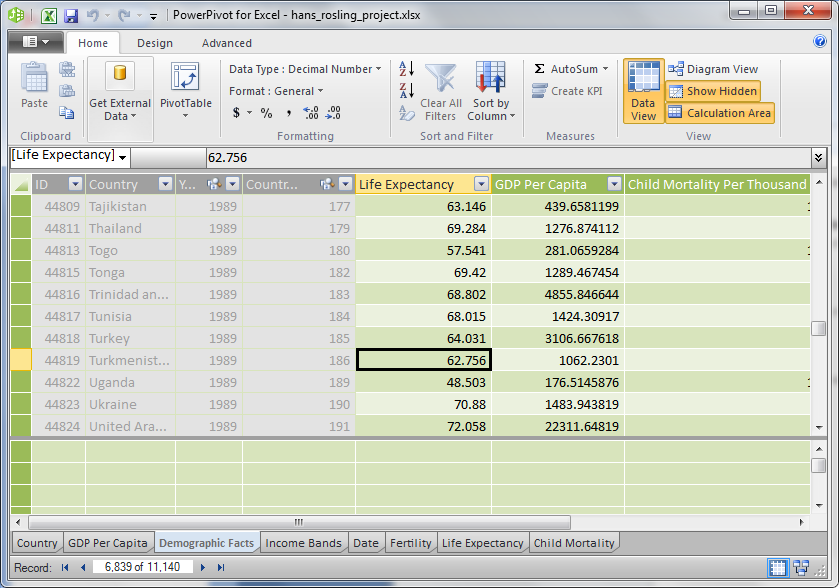 PowerPivot for Excel - hans_rosling_project.xlsx
Home Design Advanced
Paste
Clipboard
Get External Data
PivotTable
Data Type : Decimal Number
Format : General
$ % , .00 .00
Formatting
Clear All Filters
Sort by Column
Sort and Filter
AutoSum
Create KPI
Measures
Data View
Diagram View
Show Hidden
Calculation Area
View
[Life Expectancy] 62.756
ID Country Y... Countr... Life Expectancy GDP Per Capita Child Mortality Per Thousand
44809 Tajikistan 1989 177 63.146 439.6581199
44811 Thailand 1989 179 69.284 1276.874112
44813 Togo 1989 180 57.541 281.0659284
44815 Tonga 1989 182 69.42 1289.467454
44816 Trinidad an... 1989 183 68.802 4855.846644
44817 Tunisia 1989 184 68.015 1424.30917
44818 Turkey 1989 185 64.031 3106.667618
44819 Turkmenist... 1989 186 62.756 1062.2301
44822 Uganda 1989 189 48.503 176.5145876
44823 Ukraine 1989 190 70.88 1483.943819
44824 United Ara... 1989 191 72.058 22311.64819
Country GDP Per Capita Demographic Facts Income Bands Date Fertility Life Expectancy Child Mortality
Record: 6,839 of 11,140